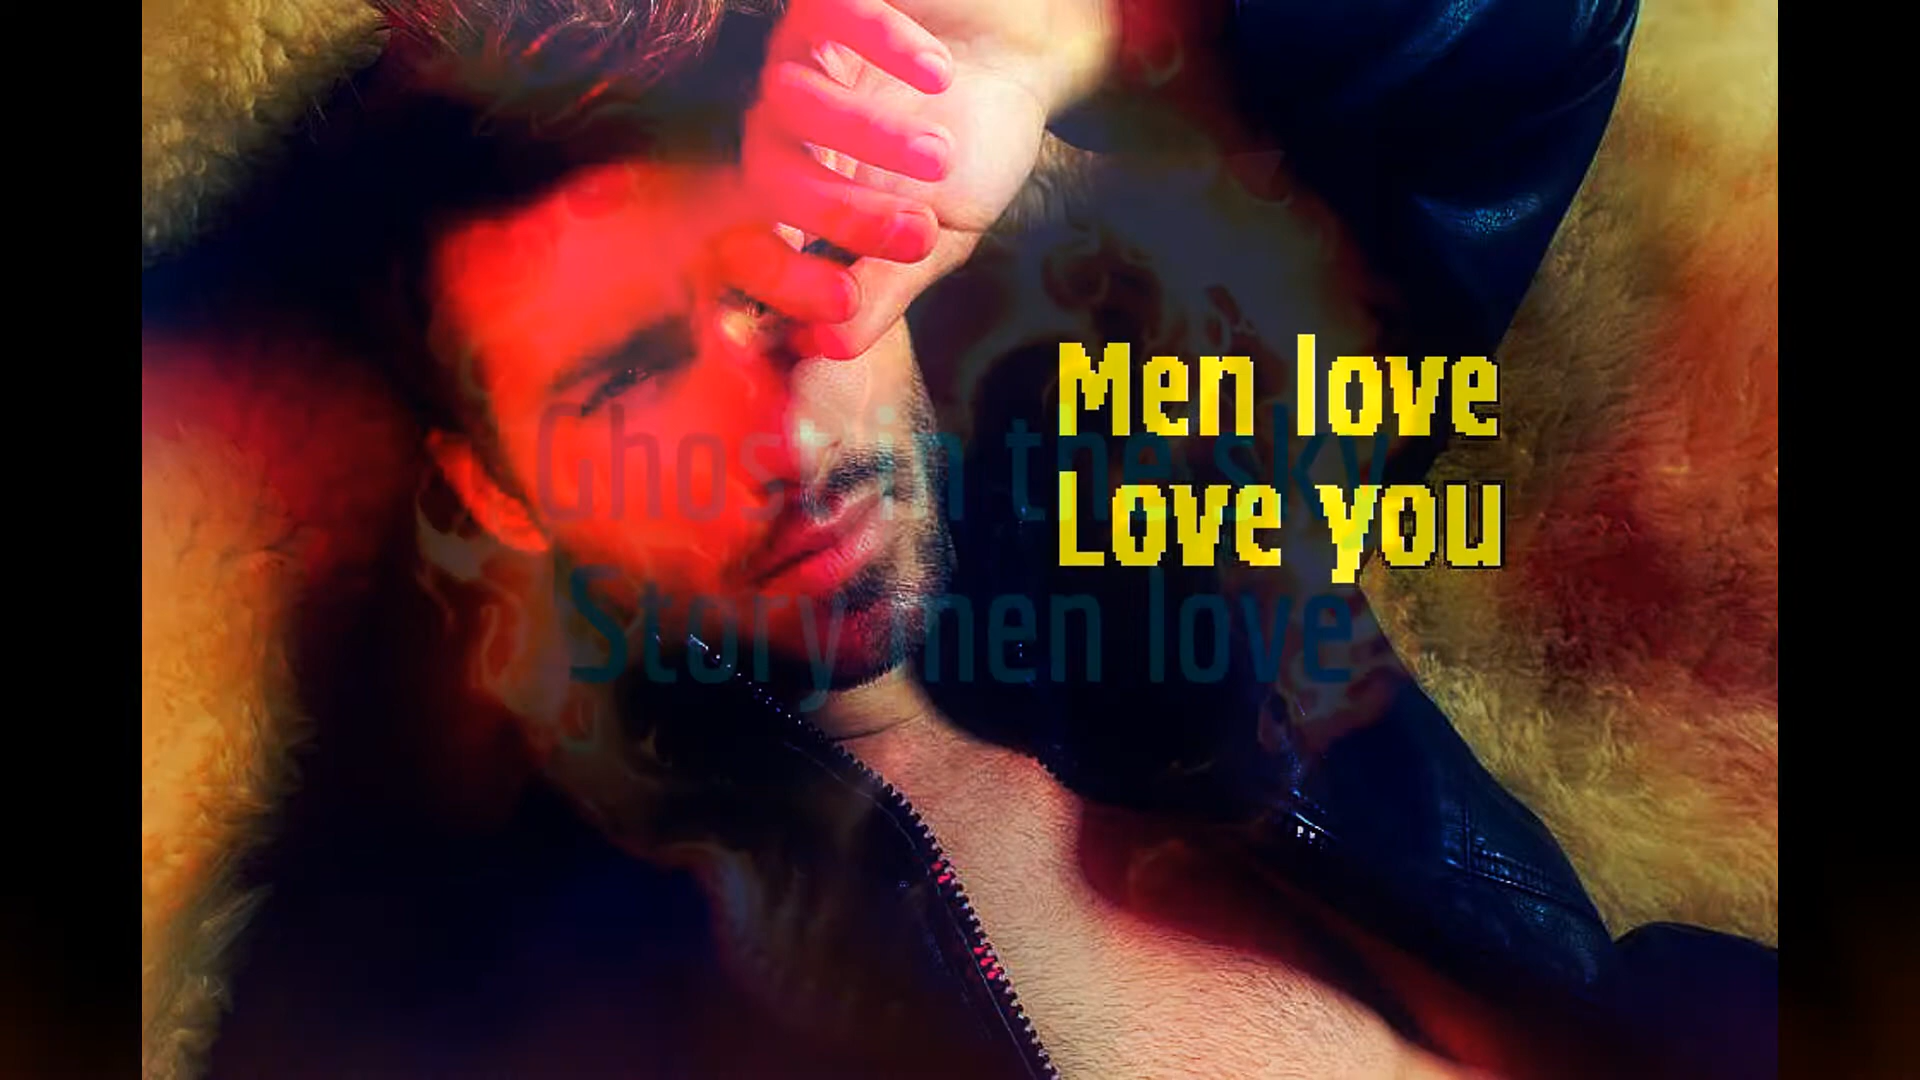 Men love
Love you
Ghost in the sky
Story men love